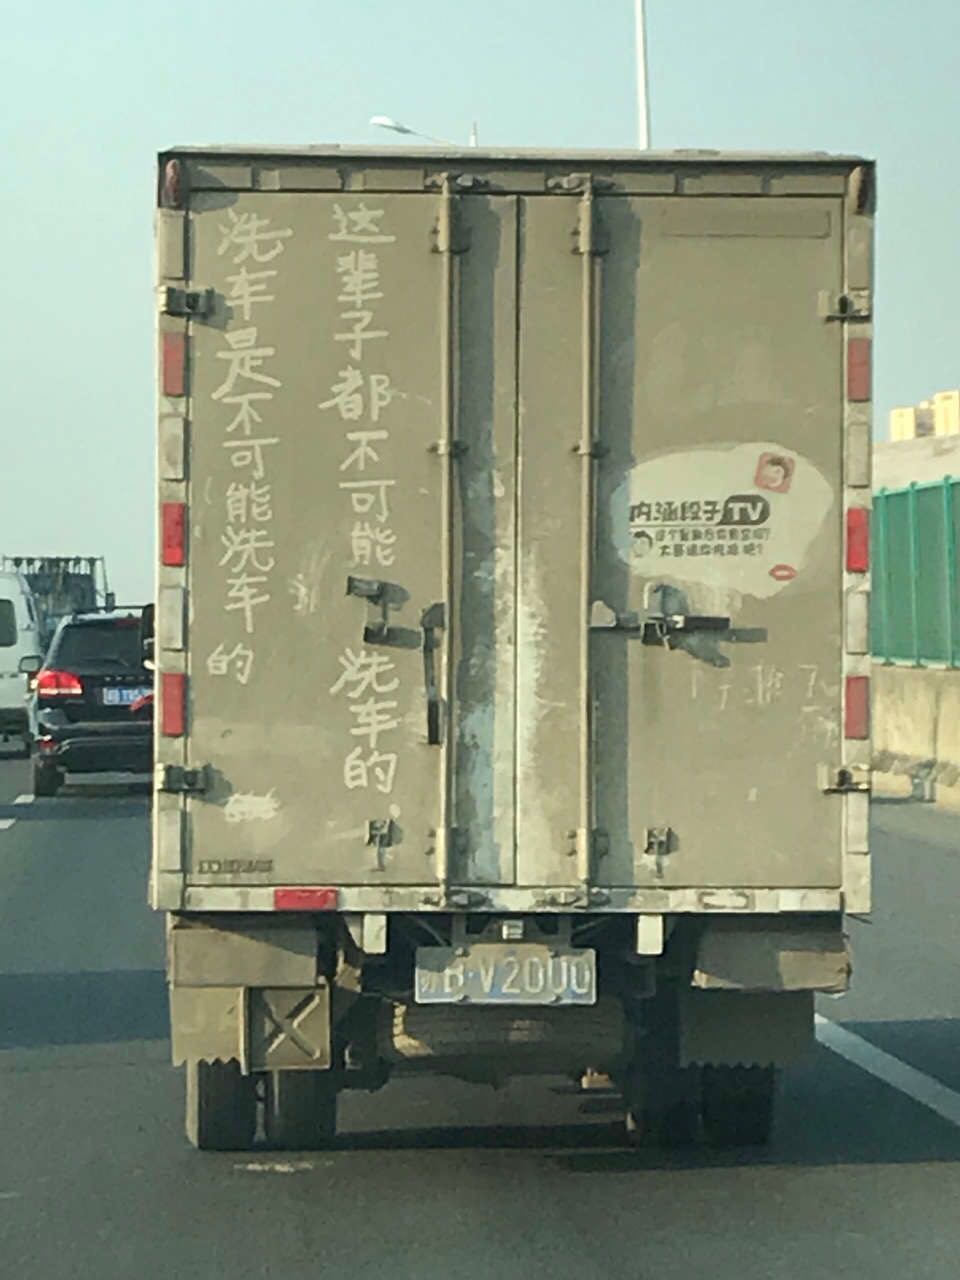 这辈子都不可能 洗车的
洗车是不可能洗车的
内涵段子TV
B·V2000